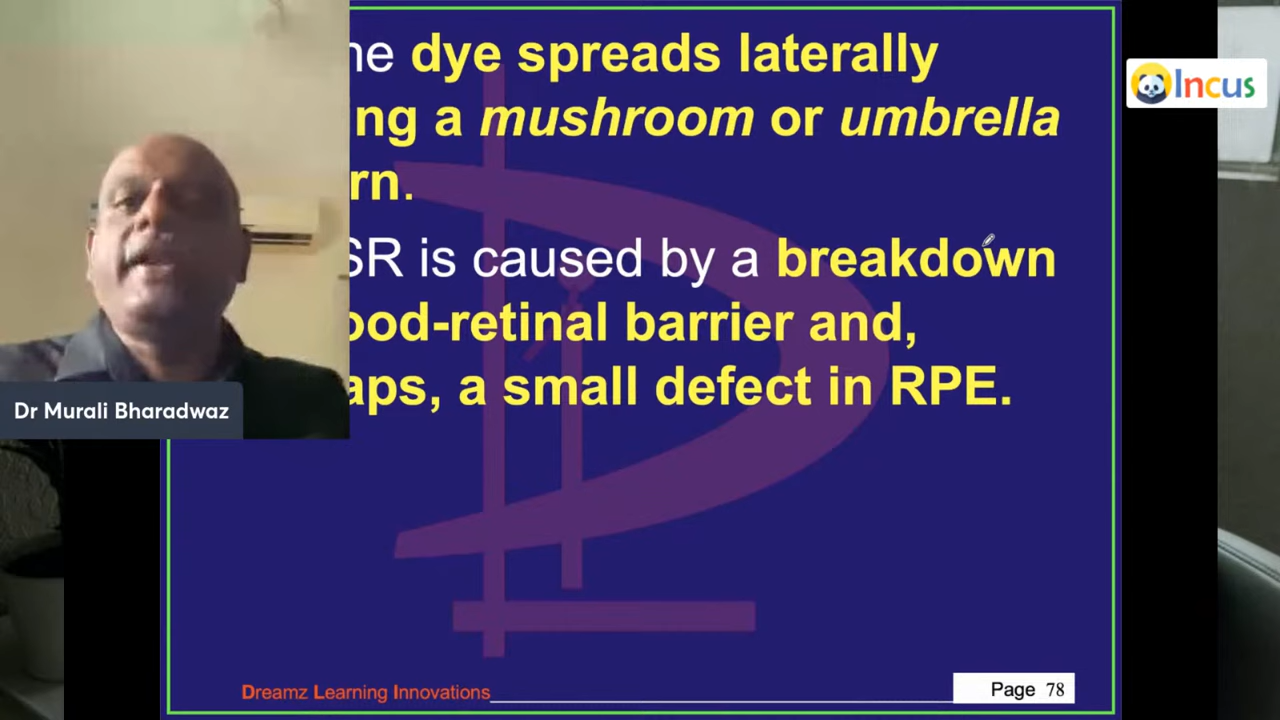 ne dye spreads laterally
ng a mushroom or umbrella
rn.
SR is caused by a breakdown
ood-retinal barrier and,
aps, a small defect in RPE.
Dr Murali Bharadwaz
Incus
Dreamz Learning Innovations
Page 78